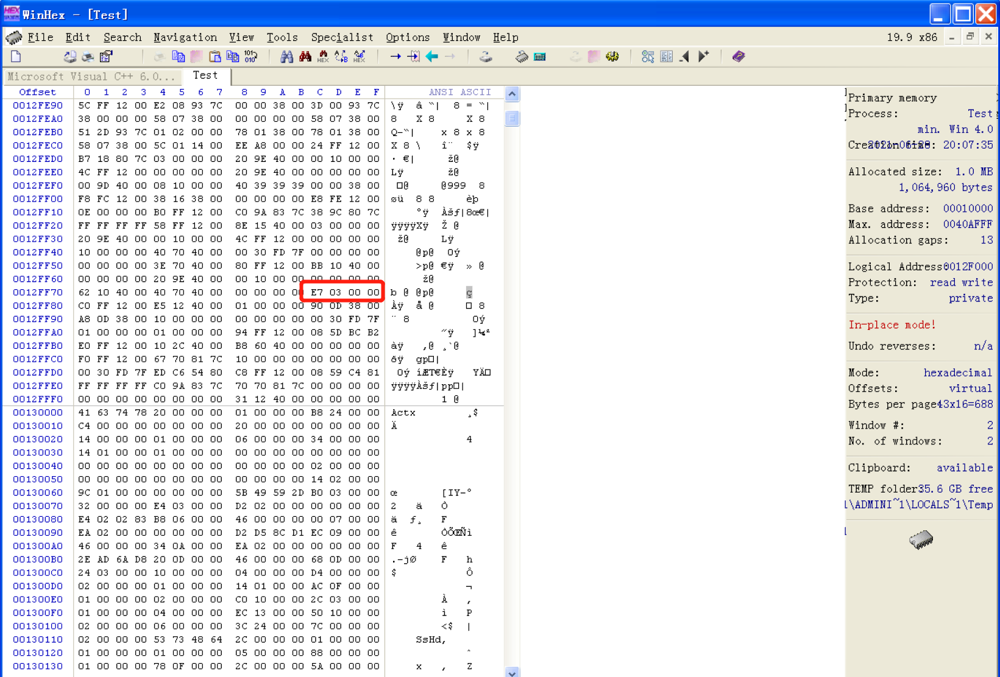 WinHex - [Test]
File Edit Search Navigation View Tools Specialist Options Window Help 19.9 x86
Microsoft Visual C++ 6.0... Test
Offset 0 1 2 3 4 5 6 7 8 9 A B C D E F ANSI ASCII
0012FE90 5C FF 12 00 E2 08 93 7C 00 00 38 00 3D 00 93 7C \ÿ â “| 8 = “|
0012FEA0 38 00 00 00 58 07 38 00 00 00 00 00 58 07 38 00 8 X 8 X 8
0012FEB0 51 2D 93 7C 01 02 00 00 78 01 38 00 78 01 38 00 Q-“| x 8 x 8
0012FEC0 58 07 38 00 5C 01 14 00 EE A8 00 00 24 FF 12 00 X 8 \ î¨ $ÿ
0012FED0 B7 18 80 7C 03 00 00 00 20 9E 40 00 00 10 00 00 · €| ž@
0012FEE0 4C FF 12 00 00 00 00 00 20 9E 40 00 00 00 00 00 Lÿ ž@
0012FEF0 00 9D 40 00 08 10 00 00 40 39 39 39 00 00 38 00 □@ @999 8
0012FF00 F8 FC 12 00 38 16 38 00 00 00 00 00 E8 FE 12 00 øü 8 8 èþ
0012FF10 0E 00 00 00 B0 FF 12 00 C0 9A 83 7C 38 9C 80 7C °ÿ Àšƒ|8œ€|
0012FF20 FF FF FF FF 58 FF 12 00 8E 15 40 00 03 00 00 00 ÿÿÿÿXÿ Ž @
0012FF30 20 9E 40 00 00 10 00 00 4C FF 12 00 00 00 00 00 ž@ Lÿ
0012FF40 10 00 00 00 40 70 40 00 00 30 FD 7F 00 00 00 00 @p@ 0ý
0012FF50 00 00 00 00 3E 70 40 00 80 FF 12 00 BB 10 40 00 >p@ €ÿ » @
0012FF60 00 00 00 00 20 9E 40 00 00 10 00 00 00 00 00 00 ž@
0012FF70 62 10 40 00 40 70 40 00 00 00 00 00 E7 03 00 00 b @ @p@ ç
0012FF80 C0 FF 12 00 E5 12 40 00 01 00 00 00 90 0D 38 00 Àÿ å @ □ 8
0012FF90 A8 0D 38 00 10 00 00 00 00 00 00 00 00 30 FD 7F ¨ 8 0ý
0012FFA0 01 00 00 00 01 00 00 00 94 FF 12 00 08 5D BC B2 ”ÿ ]¼²
0012FFB0 E0 FF 12 00 10 2C 40 00 B8 60 40 00 00 00 00 00 àÿ ,@ ¸`@
0012FFC0 F0 FF 12 00 67 70 81 7C 10 00 00 00 00 00 00 00 ðÿ gp□|
0012FFD0 00 30 FD 7F ED C6 54 80 C8 FF 12 00 08 59 C4 81 0ý íÆT€Èÿ YÄ□
0012FFE0 FF FF FF FF C0 9A 83 7C 70 70 81 7C 00 00 00 00 ÿÿÿÿÀšƒ|pp□|
0012FFF0 00 00 00 00 00 00 00 00 31 12 40 00 00 00 00 00 1 @
00130000 41 63 74 78 20 00 00 00 01 00 00 00 B8 24 00 00 Actx ¸$
00130010 C4 00 00 00 00 00 00 00 20 00 00 00 00 00 00 00 Ä
00130020 14 00 00 00 01 00 00 00 06 00 00 00 34 00 00 00 4
00130030 14 01 00 00 01 00 00 00 00 00 00 00 00 00 00 00
00130040 00 00 00 00 00 00 00 00 00 00 00 00 02 00 00 00
00130050 00 00 00 00 00 00 00 00 00 00 00 00 14 02 00 00
00130060 9C 01 00 00 00 00 00 00 5B 49 59 2D B0 03 00 00 œ [IY-°
00130070 32 00 00 00 E4 03 00 00 D2 02 00 00 00 00 00 00 2 ä Ò
00130080 E4 02 02 83 B8 06 00 00 46 00 00 00 00 07 00 00 ä ƒ¸ F
00130090 EA 02 00 00 00 00 00 00 D2 D5 8C D1 EC 09 00 00 ê ÒÕŒÑì
001300A0 46 00 00 00 34 0A 00 00 EA 02 00 00 00 00 00 00 F 4 ê
001300B0 2E AD 6A D8 20 0D 00 00 46 00 00 00 68 0D 00 00 .-jØ F h
001300C0 24 03 00 00 10 00 00 00 04 00 00 00 D4 00 00 00 $ Ô
001300D0 02 00 00 00 01 00 00 00 14 01 00 00 AC 0F 00 00 ¬
001300E0 01 00 00 00 02 00 00 00 C0 10 00 00 2C 03 00 00 À ,
001300F0 01 00 00 00 04 00 00 00 EC 13 00 00 50 10 00 00 ì P
00130100 02 00 00 00 06 00 00 00 3C 24 00 00 7C 00 00 00 <$ |
00130110 02 00 00 00 53 73 48 64 2C 00 00 00 01 00 00 00 SsHd,
00130120 01 00 00 00 01 00 00 00 05 00 00 00 88 00 00 00 ˆ
00130130 01 00 00 00 78 0F 00 00 2C 00 00 00 5A 00 00 00 x , Z
Primary memory
Process: Test
min. Win 4.0
Creation time: 20:07:35
Allocated size: 1.0 MB
1,064,960 bytes
Base address: 00010000
Max. address: 0040AFFF
Allocation gaps: 13
Logical Address: 0012F000
Protection: read write
Type: private
In-place mode!
Undo reverses: n/a
Mode: hexadecimal
Offsets: virtual
Bytes per page: 43x16=688
Window #: 2
No. of windows: 2
Clipboard: available
TEMP folder: 35.6 GB free
\ADMINI~1\LOCALS~1\Temp